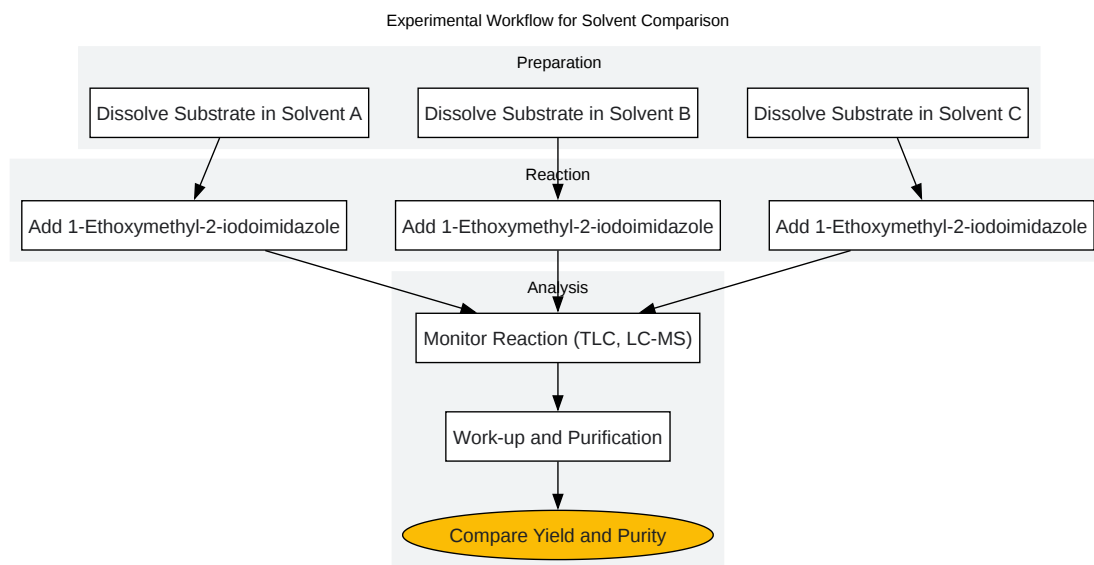 Experimental Workflow for Solvent Comparison
Preparation
Dissolve Substrate in Solvent A
Dissolve Substrate in Solvent B
Dissolve Substrate in Solvent C
Reaction
Add 1-Ethoxymethyl-2-iodoimidazole
Add 1-Ethoxymethyl-2-iodoimidazole
Add 1-Ethoxymethyl-2-iodoimidazole
Analysis
Monitor Reaction (TLC, LC-MS)
Work-up and Purification
Compare Yield and Purity